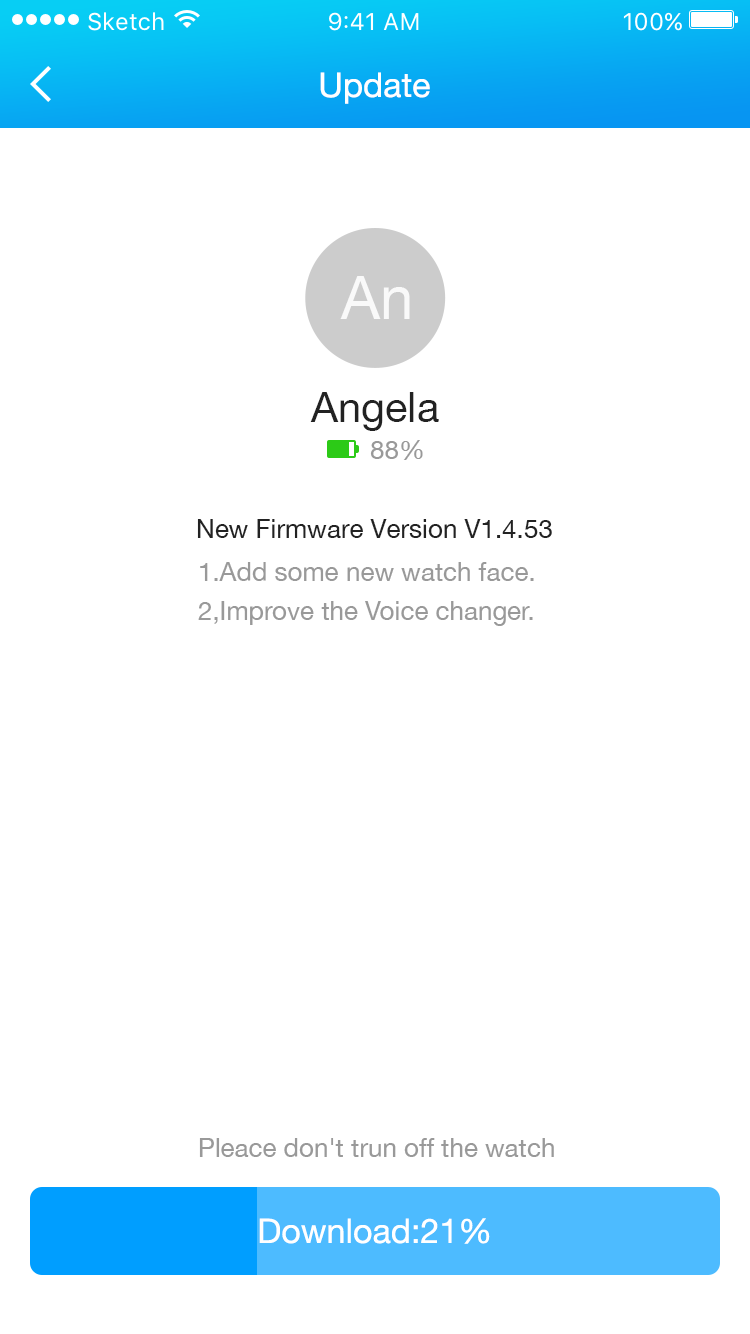 Sketch 9:41 AM 100%
Update
An
Angela
88%
New Firmware Version V1.4.53
1.Add some new watch face.
2,Improve the Voice changer.
Pleace don't trun off the watch
Download:21%